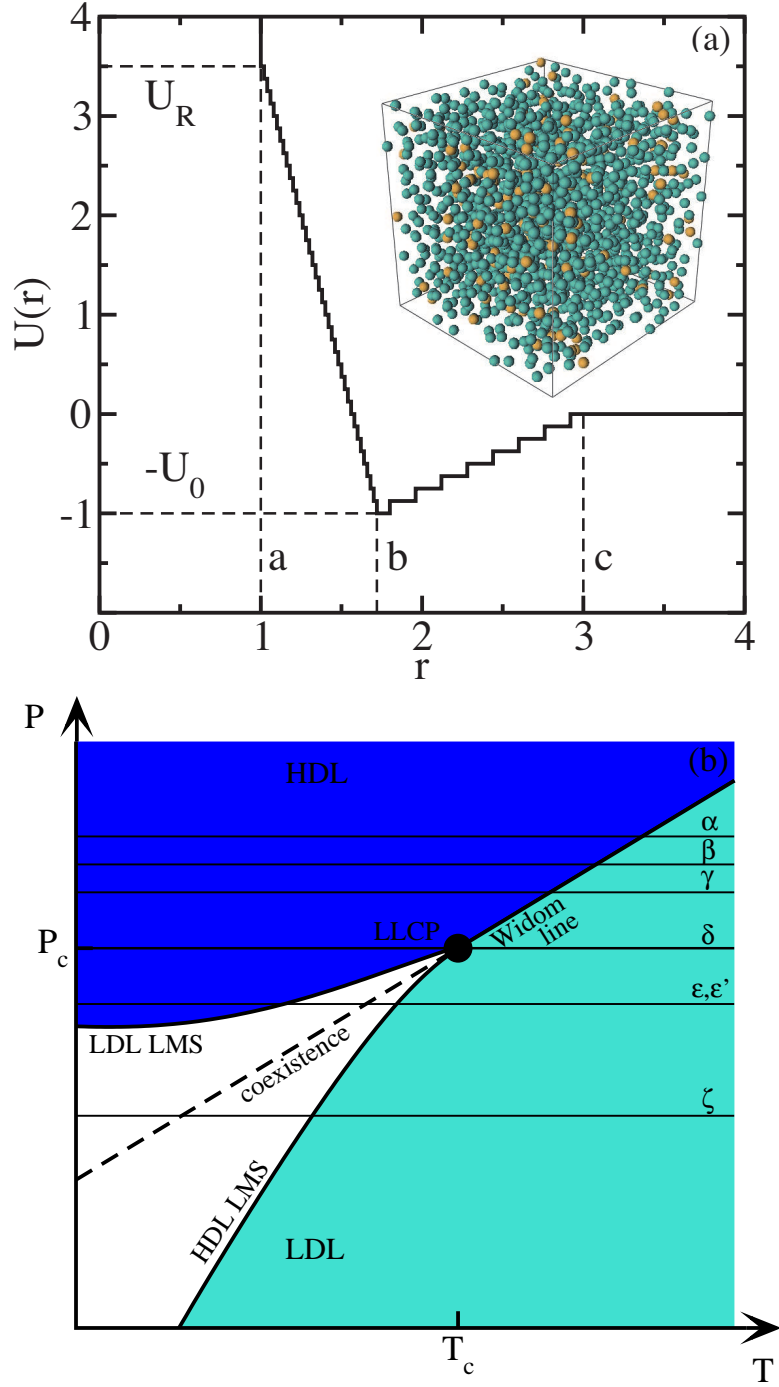 4
(a)
U_R
3
2
U(r)
1
0
-U_0
-1
a b c
0 1 2 3 4
r
P
(b)
HDL
α
β
γ
LLCP
Widom line
P_c
δ
ε,ε’
LDL LMS
coexistence
ζ
HDL LMS
LDL
T_c
T